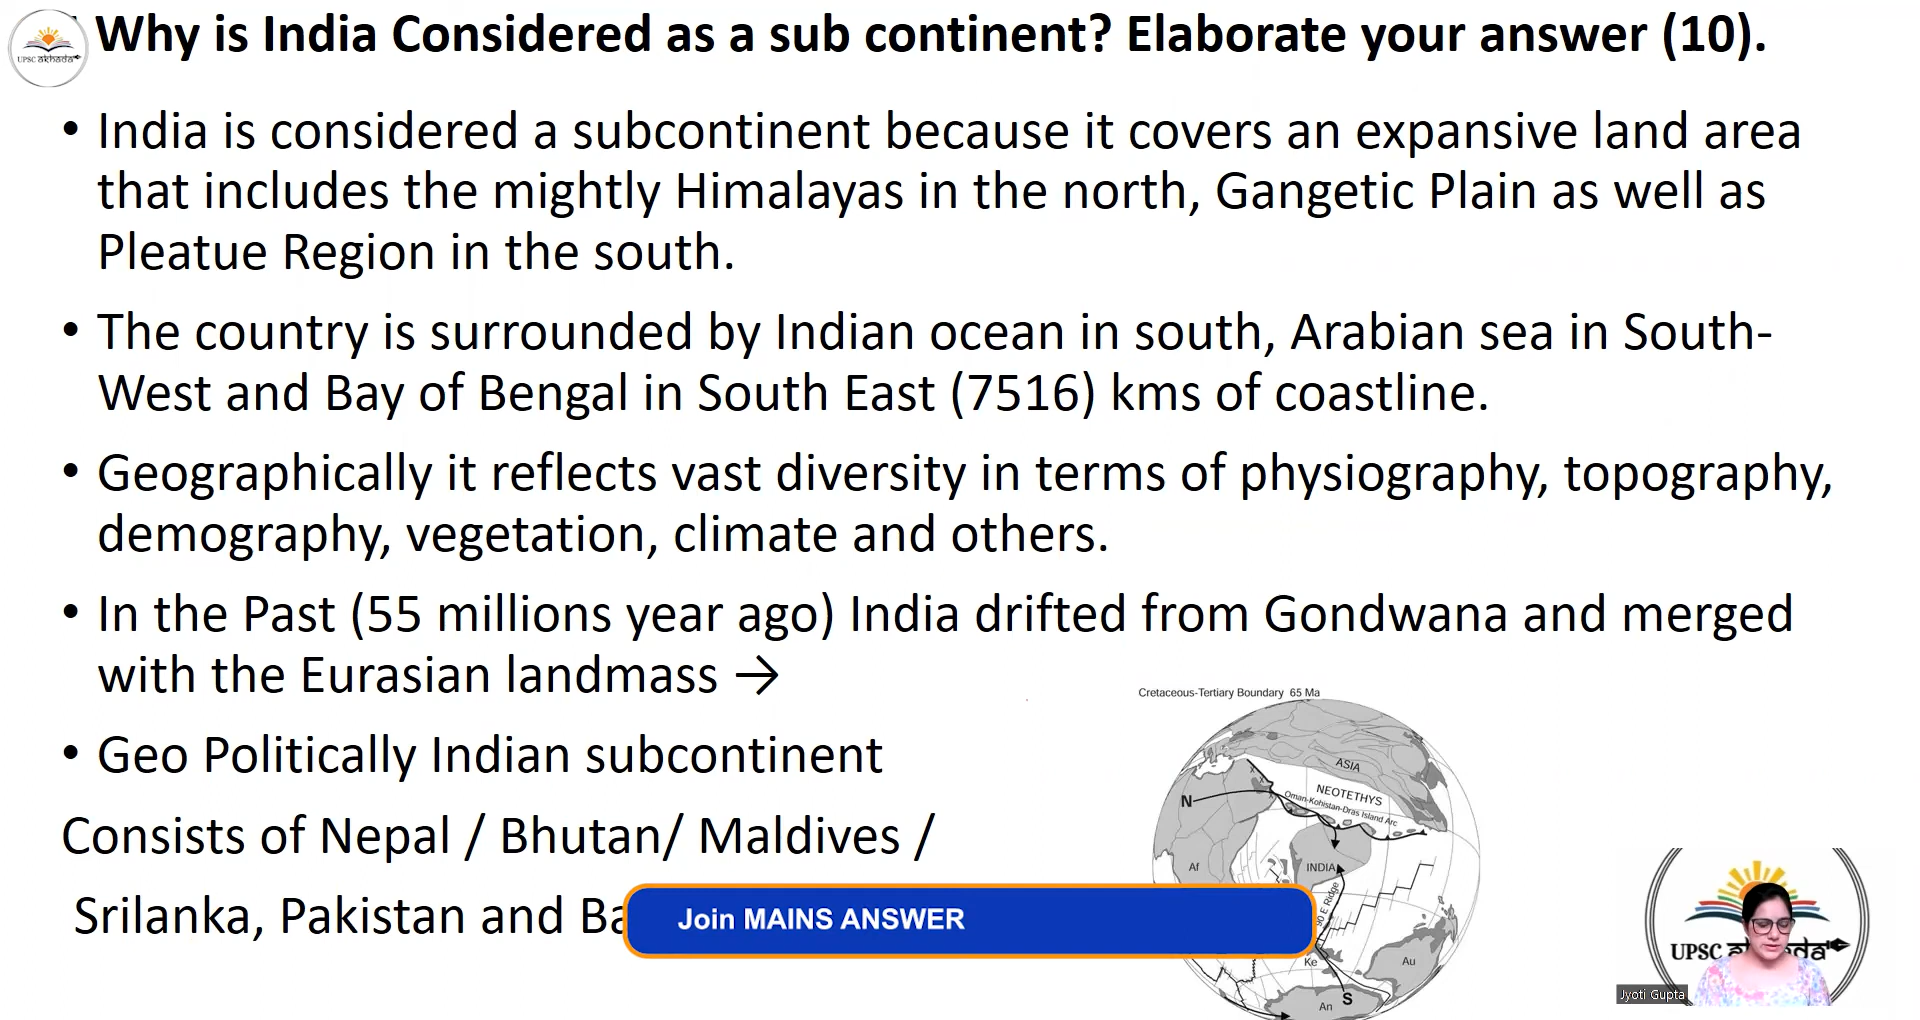 Why is India Considered as a sub continent? Elaborate your answer (10).
UPSC akhada
• India is considered a subcontinent because it covers an expansive land area
that includes the mightly Himalayas in the north, Gangetic Plain as well as
Pleatue Region in the south.
• The country is surrounded by Indian ocean in south, Arabian sea in South-
West and Bay of Bengal in South East (7516) kms of coastline.
• Geographically it reflects vast diversity in terms of physiography, topography,
demography, vegetation, climate and others.
• In the Past (55 millions year ago) India drifted from Gondwana and merged
with the Eurasian landmass →
• Geo Politically Indian subcontinent
Consists of Nepal / Bhutan/ Maldives /
Srilanka, Pakistan and
Join MAINS ANSWER
Cretaceous-Tertiary Boundary 65 Ma
ASIA
NEOTETHYS
N
Oman-Kohistan-Dras Island Arc
Af
INDIA
90 E Ridge
Ke
Au
An
S
UPSC
Jyoti Gupta